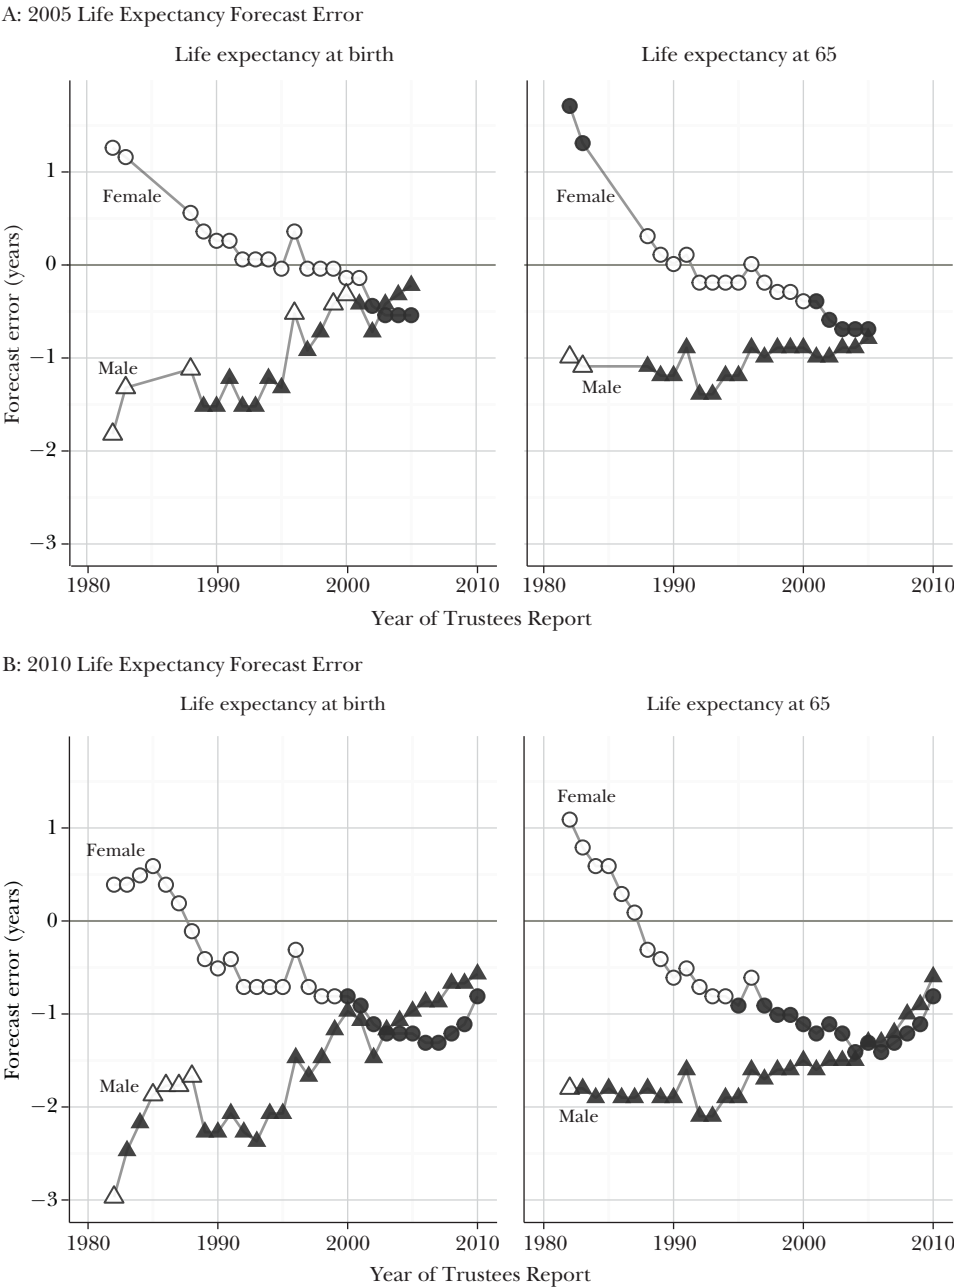 A: 2005 Life Expectancy Forecast Error
Life expectancy at birth
Life expectancy at 65
Forecast error (years)
1
0
−1
−2
−3
Female
Male
Female
Male
1980 1990 2000 2010
1980 1990 2000 2010
Year of Trustees Report
B: 2010 Life Expectancy Forecast Error
Life expectancy at birth
Life expectancy at 65
Forecast error (years)
1
0
−1
−2
−3
Female
Male
Female
Male
1980 1990 2000 2010
1980 1990 2000 2010
Year of Trustees Report